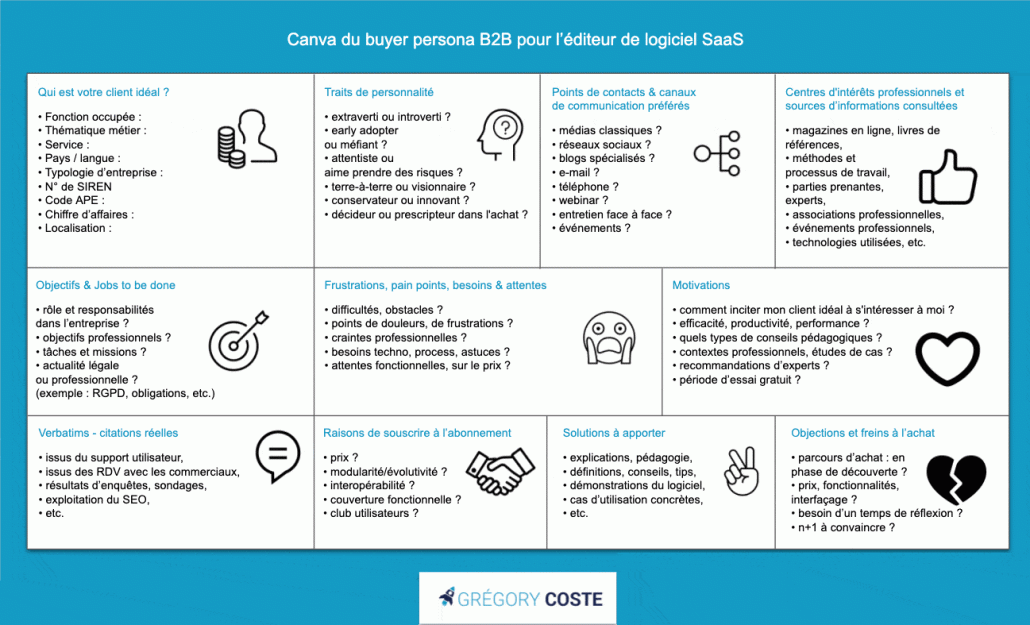 Canva du buyer persona B2B pour l'éditeur de logiciel SaaS
Qui est votre client idéal ?
• Fonction occupée :
• Thématique métier :
• Service :
• Pays / langue :
• Typologie d'entreprise :
• N° de SIREN
• Code APE :
• Chiffre d'affaires :
• Localisation :
Traits de personnalité
• extraverti ou introverti ?
• early adopter
ou méfiant ?
• attentiste ou
aime prendre des risques ?
• terre-à-terre ou visionnaire ?
• conservateur ou innovant ?
• décideur ou prescripteur dans l'achat ?
Points de contacts & canaux
de communication préférés
• médias classiques ?
• réseaux sociaux ?
• blogs spécialisés ?
• e-mail ?
• téléphone ?
• webinar ?
• entretien face à face ?
• événements ?
Centres d'intérêts professionnels et
sources d'informations consultées
• magazines en ligne, livres de
références,
• méthodes et
processus de travail,
• parties prenantes,
experts,
• associations professionnelles,
• événements professionnels,
• technologies utilisées, etc.
Objectifs & Jobs to be done
• rôle et responsabilités
dans l'entreprise ?
• objectifs professionnels ?
• tâches et missions ?
• actualité légale
ou professionnelle ?
(exemple : RGPD, obligations, etc.)
Frustrations, pain points, besoins & attentes
• difficultés, obstacles ?
• points de douleurs, de frustrations ?
• craintes professionnelles ?
• besoins techno, process, astuces ?
• attentes fonctionnelles, sur le prix ?
Motivations
• comment inciter mon client idéal à s'intéresser à moi ?
• efficacité, productivité, performance ?
• quels types de conseils pédagogiques ?
• contextes professionnels, études de cas ?
• recommandations d'experts ?
• période d'essai gratuit ?
Verbatims - citations réelles
• issus du support utilisateur,
• issus des RDV avec les commerciaux,
• résultats d'enquêtes, sondages,
• exploitation du SEO,
• etc.
Raisons de souscrire à l'abonnement
• prix ?
• modularité/évolutivité ?
• interopérabilité ?
• couverture fonctionnelle ?
• club utilisateurs ?
Solutions à apporter
• explications, pédagogie,
• définitions, conseils, tips,
• démonstrations du logiciel,
• cas d'utilisation concrètes,
• etc.
Objections et freins à l'achat
• parcours d'achat : en
phase de découverte ?
• prix, fonctionnalités,
interfaçage ?
• besoin d'un temps de réflexion ?
• n+1 à convaincre ?
GRÉGORY COSTE